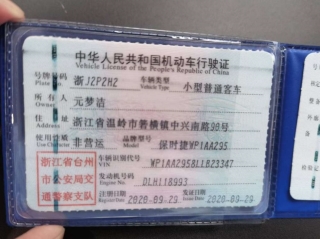 中华人民共和国机动车行驶证
Vehicle License of the People's Republic of China
号牌号码 浙J2P2H2 车辆类型 小型普通客车
Plate No. Vehicle Type
所有人 元梦洁
Owner
住址 浙江省温岭市箬横镇中兴南路98号
Address
使用性质 非营运 品牌型号 保时捷WP1AA295
Use Character Model
浙江省台州
市公安局交
通警察支队
车辆识别代号 WP1AA2958LLB23347
VIN
发动机号码 DLH118993
Engine No.
注册日期 2020-09-29 发证日期 2020-09-29
Register Date Issue Date